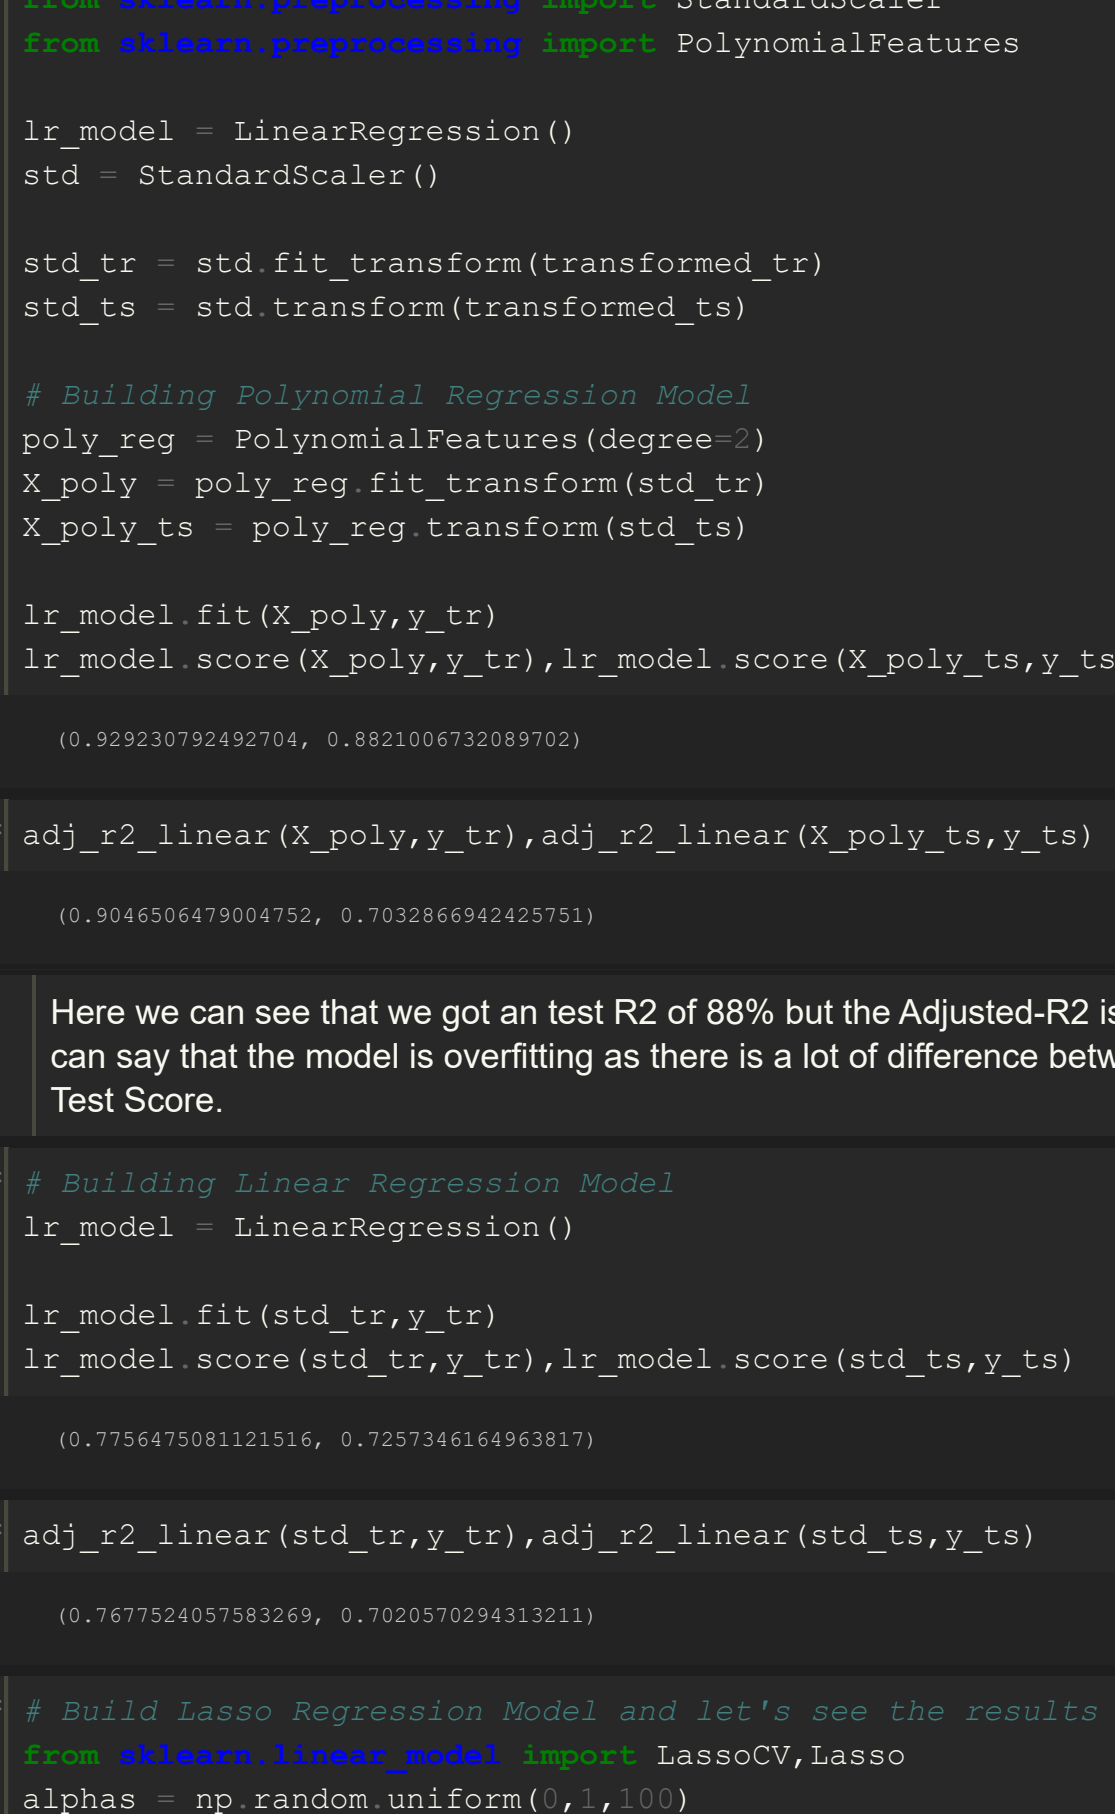 from sklearn.preprocessing import StandardScaler
from sklearn.preprocessing import PolynomialFeatures
lr_model = LinearRegression()
std = StandardScaler()
std_tr = std.fit_transform(transformed_tr)
std_ts = std.transform(transformed_ts)
# Building Polynomial Regression Model
poly_reg = PolynomialFeatures(degree=2)
X_poly = poly_reg.fit_transform(std_tr)
X_poly_ts = poly_reg.transform(std_ts)
lr_model.fit(X_poly,y_tr)
lr_model.score(X_poly,y_tr),lr_model.score(X_poly_ts,y_ts
(0.929230792492704, 0.8821006732089702)
adj_r2_linear(X_poly,y_tr),adj_r2_linear(X_poly_ts,y_ts)
(0.9046506479004752, 0.7032866942425751)
Here we can see that we got an test R2 of 88% but the Adjusted-R2 is
can say that the model is overfitting as there is a lot of difference betw
Test Score.
# Building Linear Regression Model
lr_model = LinearRegression()
lr_model.fit(std_tr,y_tr)
lr_model.score(std_tr,y_tr),lr_model.score(std_ts,y_ts)
(0.7756475081121516, 0.7257346164963817)
adj_r2_linear(std_tr,y_tr),adj_r2_linear(std_ts,y_ts)
(0.7677524057583269, 0.7020570294313211)
# Build Lasso Regression Model and let's see the results
from sklearn.linear_model import LassoCV,Lasso
alphas = np.random.uniform(0,1,100)